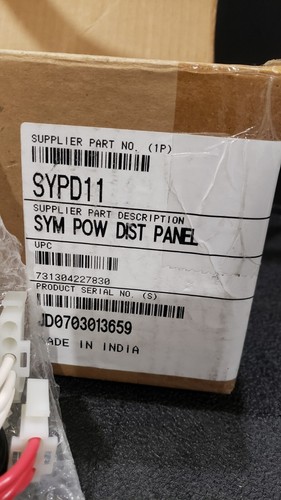 SUPPLIER PART NO. (1P)
SYPD11
SUPPLIER PART DESCRIPTION
SYM POW DIST PANEL
UPC
731304227830
PRODUCT SERIAL NO. (S)
JD0703013659
MADE IN INDIA